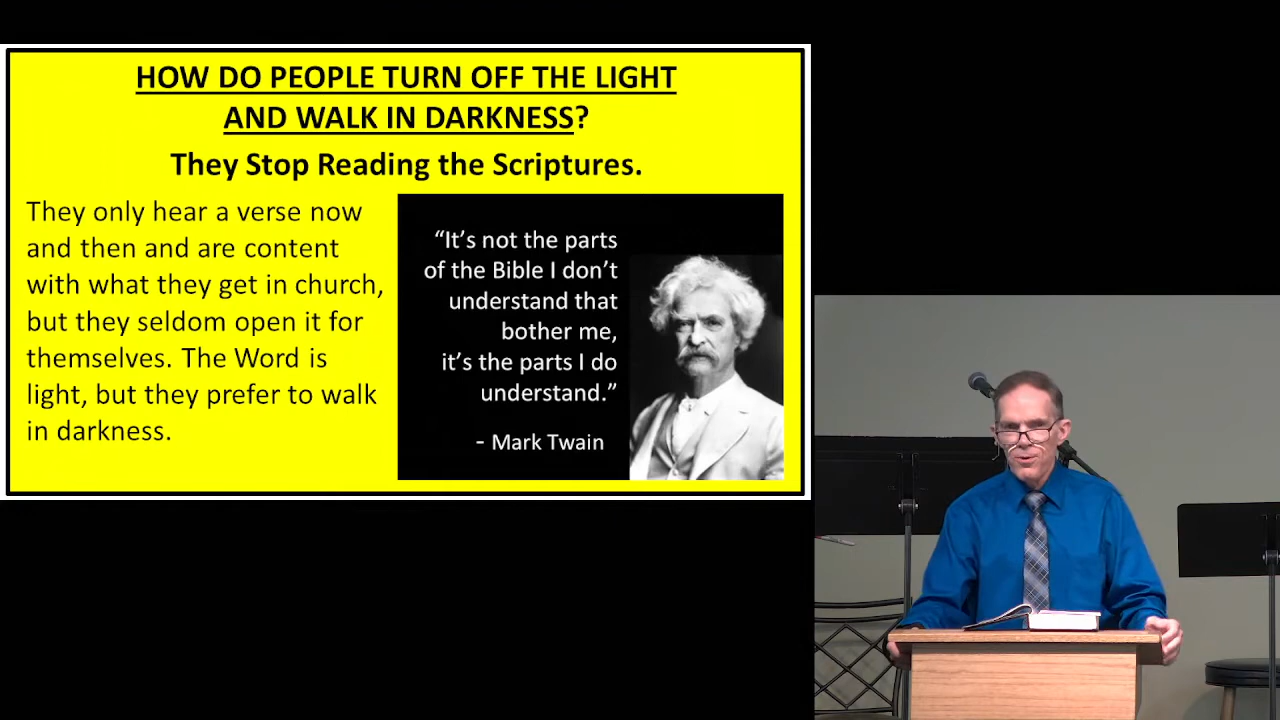 HOW DO PEOPLE TURN OFF THE LIGHT
AND WALK IN DARKNESS?
They Stop Reading the Scriptures.
They only hear a verse now
and then and are content
with what they get in church,
but they seldom open it for
themselves. The Word is
light, but they prefer to walk
in darkness.
“It’s not the parts
of the Bible I don’t
understand that
bother me,
it’s the parts I do
understand.”
- Mark Twain